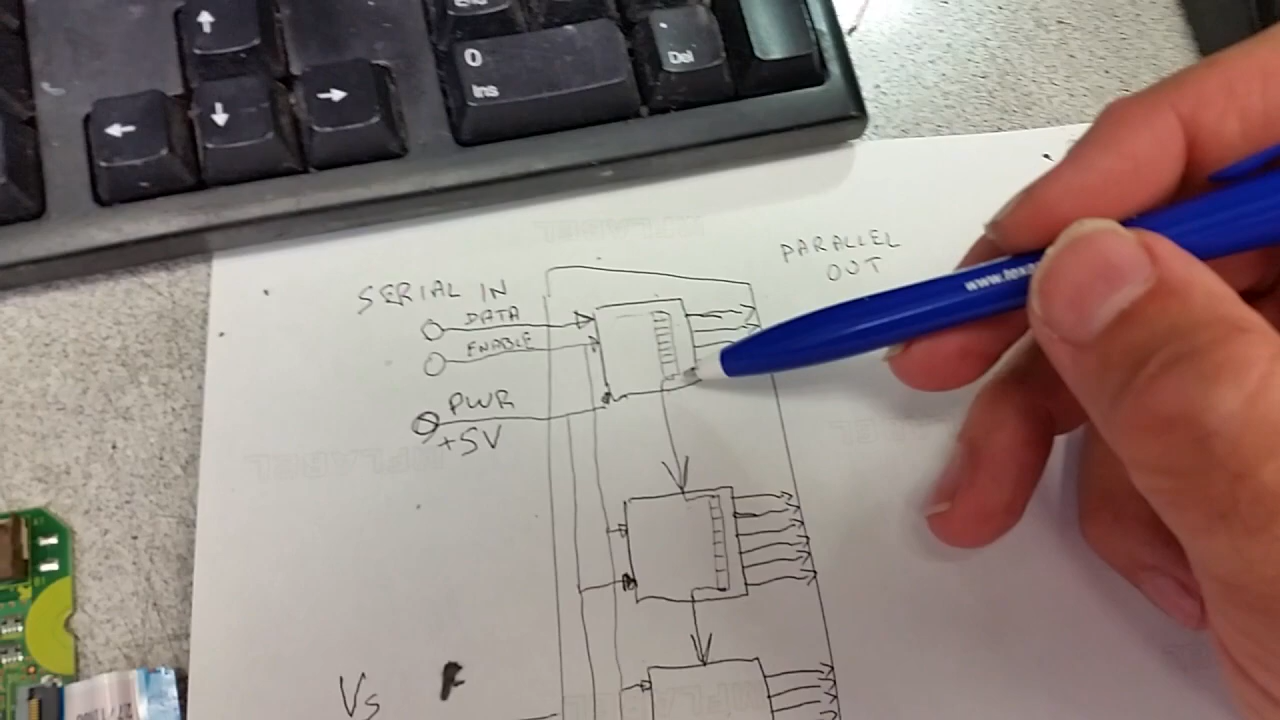 0
Ins
Del
SERIAL IN
DATA
ENABLE
PWR
+5V
PARALLEL
OUT
Vs